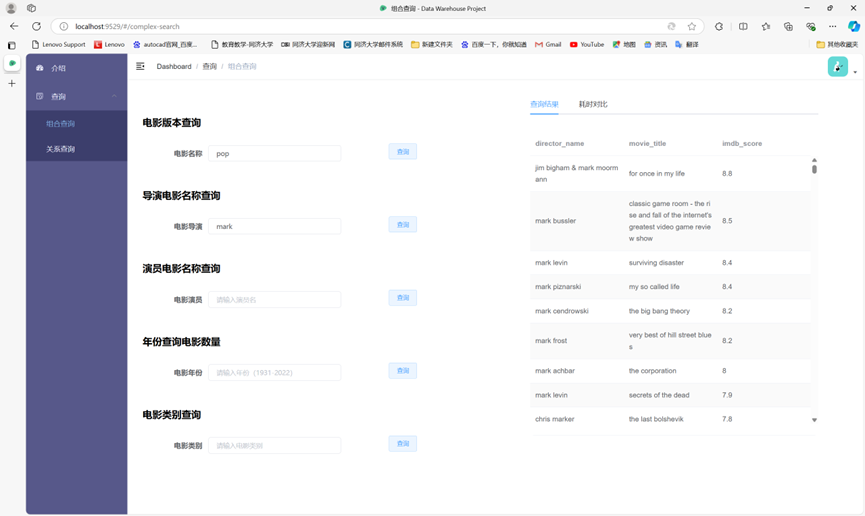 组合查询 - Data Warehouse Project
localhost:9529/#/complex-search
Lenovo Support
Lenovo
autocad官网_百度...
教育教学-同济大学
同济大学迎新网
同济大学邮件系统
新建文件夹
百度一下，你就知道
Gmail
YouTube
地图
资讯
翻译
其他收藏夹
介绍
查询
组合查询
关系查询
Dashboard / 查询 / 组合查询
电影版本查询
电影名称 pop 查询
导演电影名称查询
电影导演 mark 查询
演员电影名称查询
电影演员 请输入演员名 查询
年份查询电影数量
电影年份 请输入年份（1931-2022） 查询
电影类别查询
电影类别 请输入电影类别 查询
查询结果 耗时对比
director_name movie_title imdb_score
jim bigham & mark moorm
ann
for once in my life 8.8
mark bussler
classic game room - the ri
se and fall of the internet's
greatest video game revie
w show
8.5
mark levin surviving disaster 8.4
mark piznarski my so called life 8.4
mark cendrowski the big bang theory 8.2
mark frost
very best of hill street blue
s
8.2
mark achbar the corporation 8
mark levin secrets of the dead 7.9
chris marker the last bolshevik 7.8